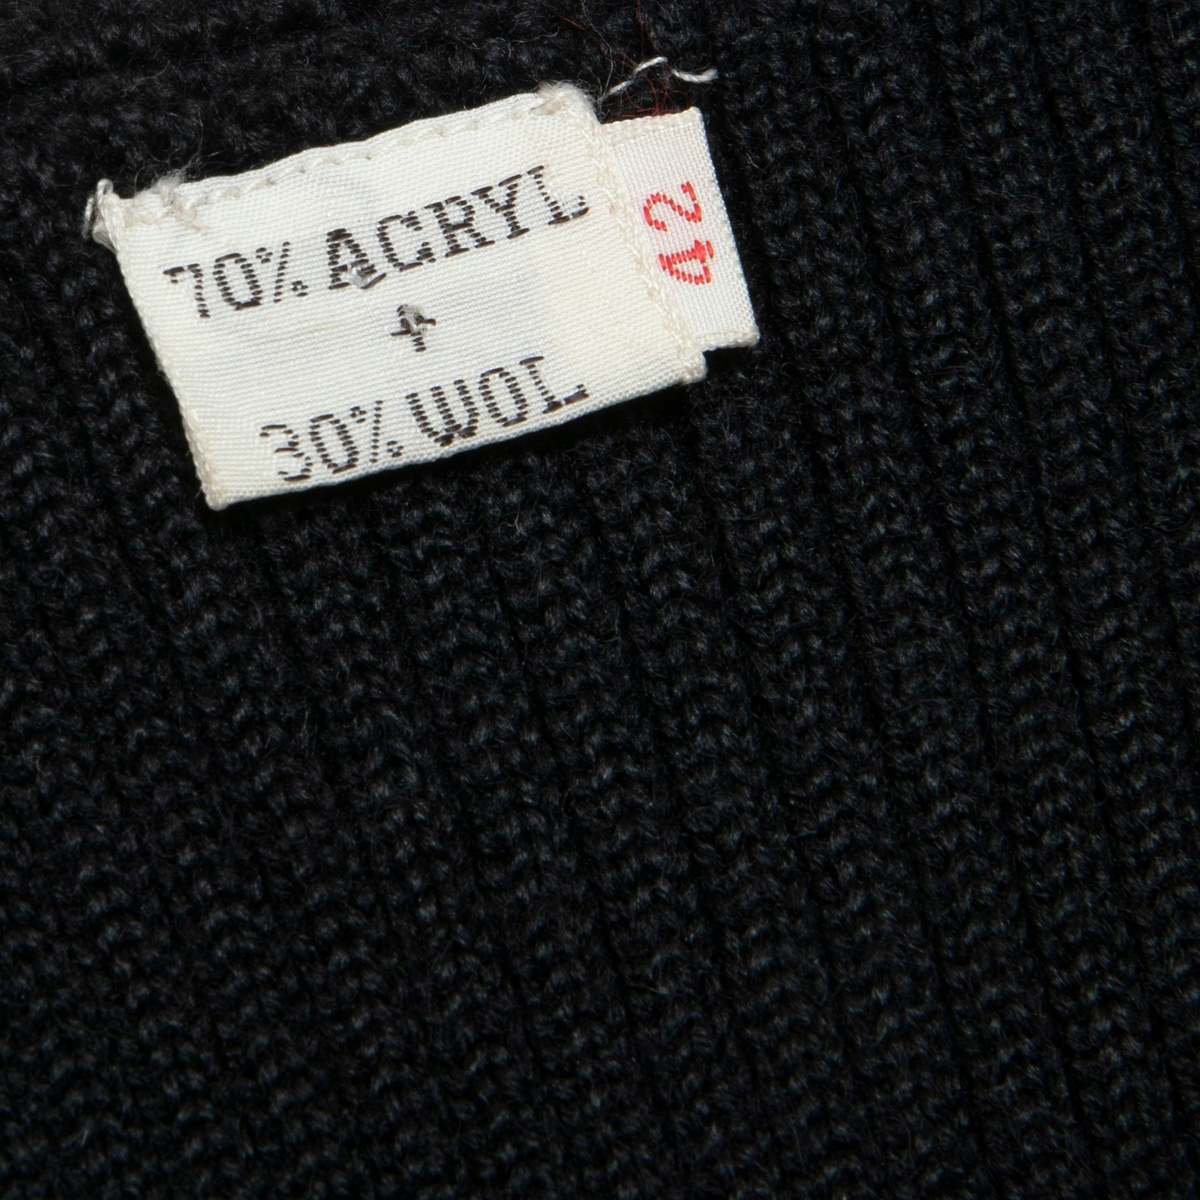 70% ACRYL
+
30% WOL
42